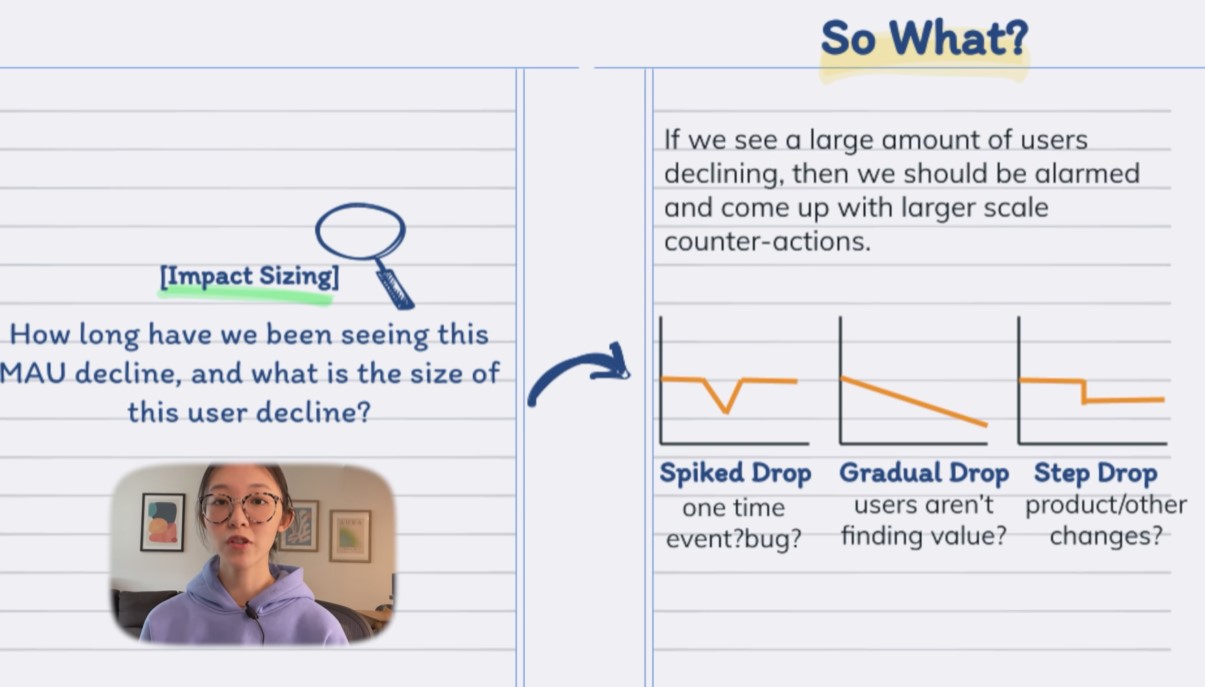 So What?
[Impact Sizing]
How long have we been seeing this
MAU decline, and what is the size of
this user decline?
If we see a large amount of users
declining, then we should be alarmed
and come up with larger scale
counter-actions.
Spiked Drop
one time
event?bug?
Gradual Drop
users aren't
finding value?
Step Drop
product/other
changes?